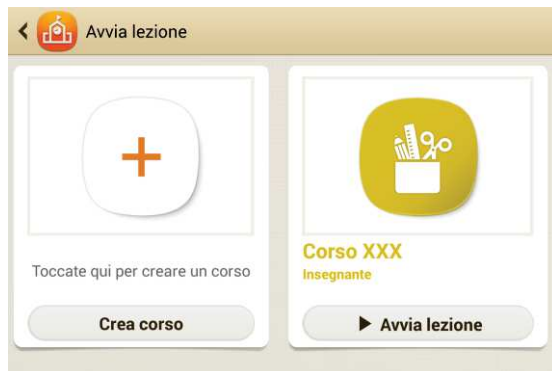 Avvia lezione
Toccate qui per creare un corso
Crea corso
Corso XXX
Insegnante
Avvia lezione